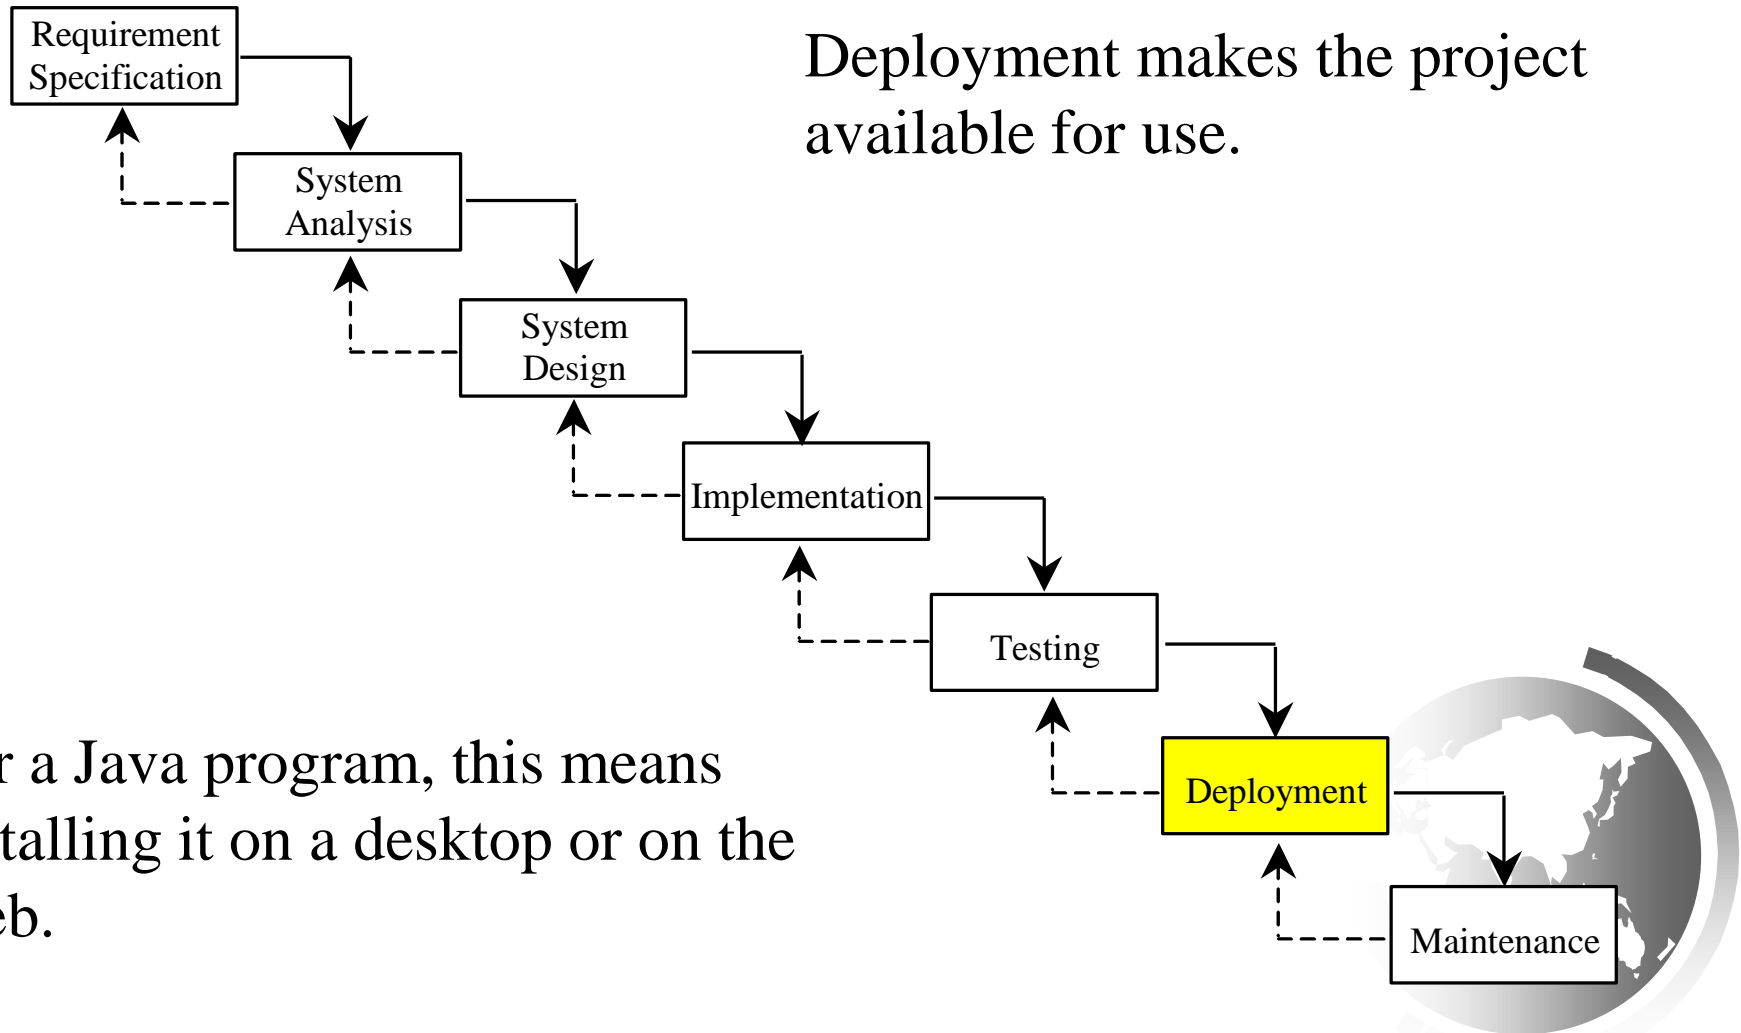 Requirement
Specification
Deployment makes the project
available for use.
System
Analysis
System
Design
Implementation
Testing
r a Java program, this means
talling it on a desktop or on the
eb.
Deployment
Maintenance